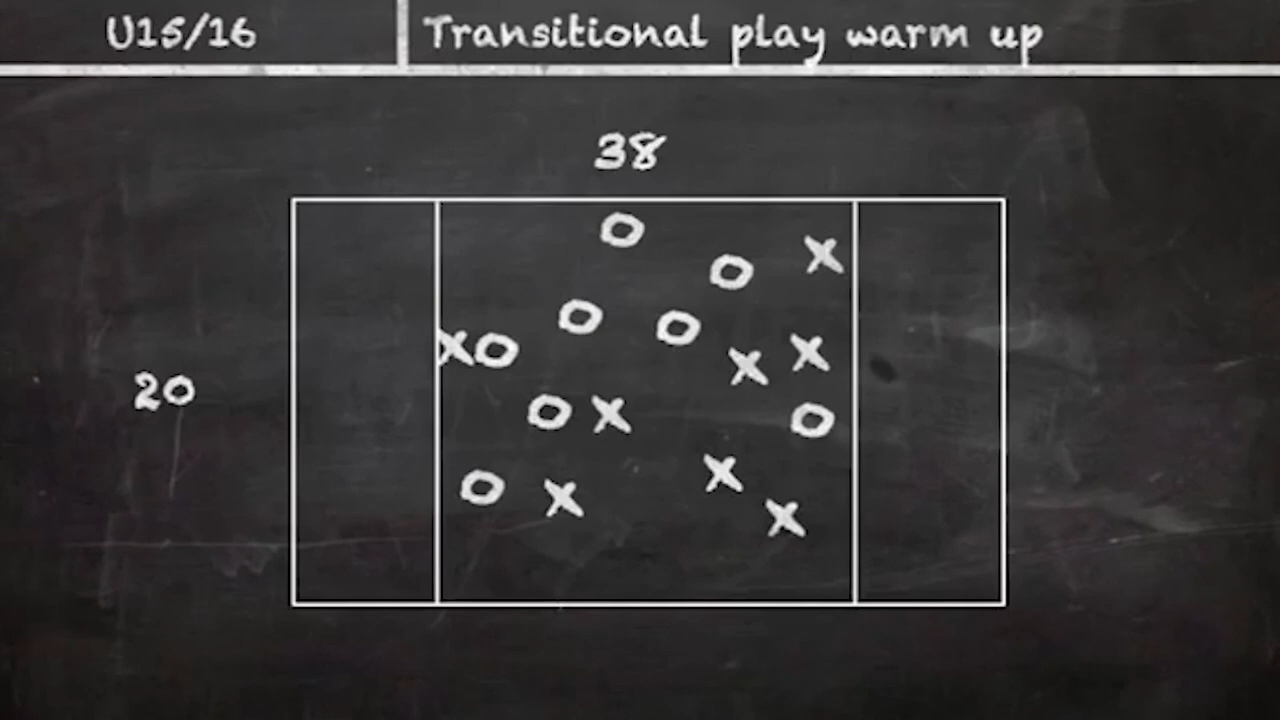 U15/16
Transitional play warm up
38
O
O X
O O
X O X X
O X O
O X X
X
20